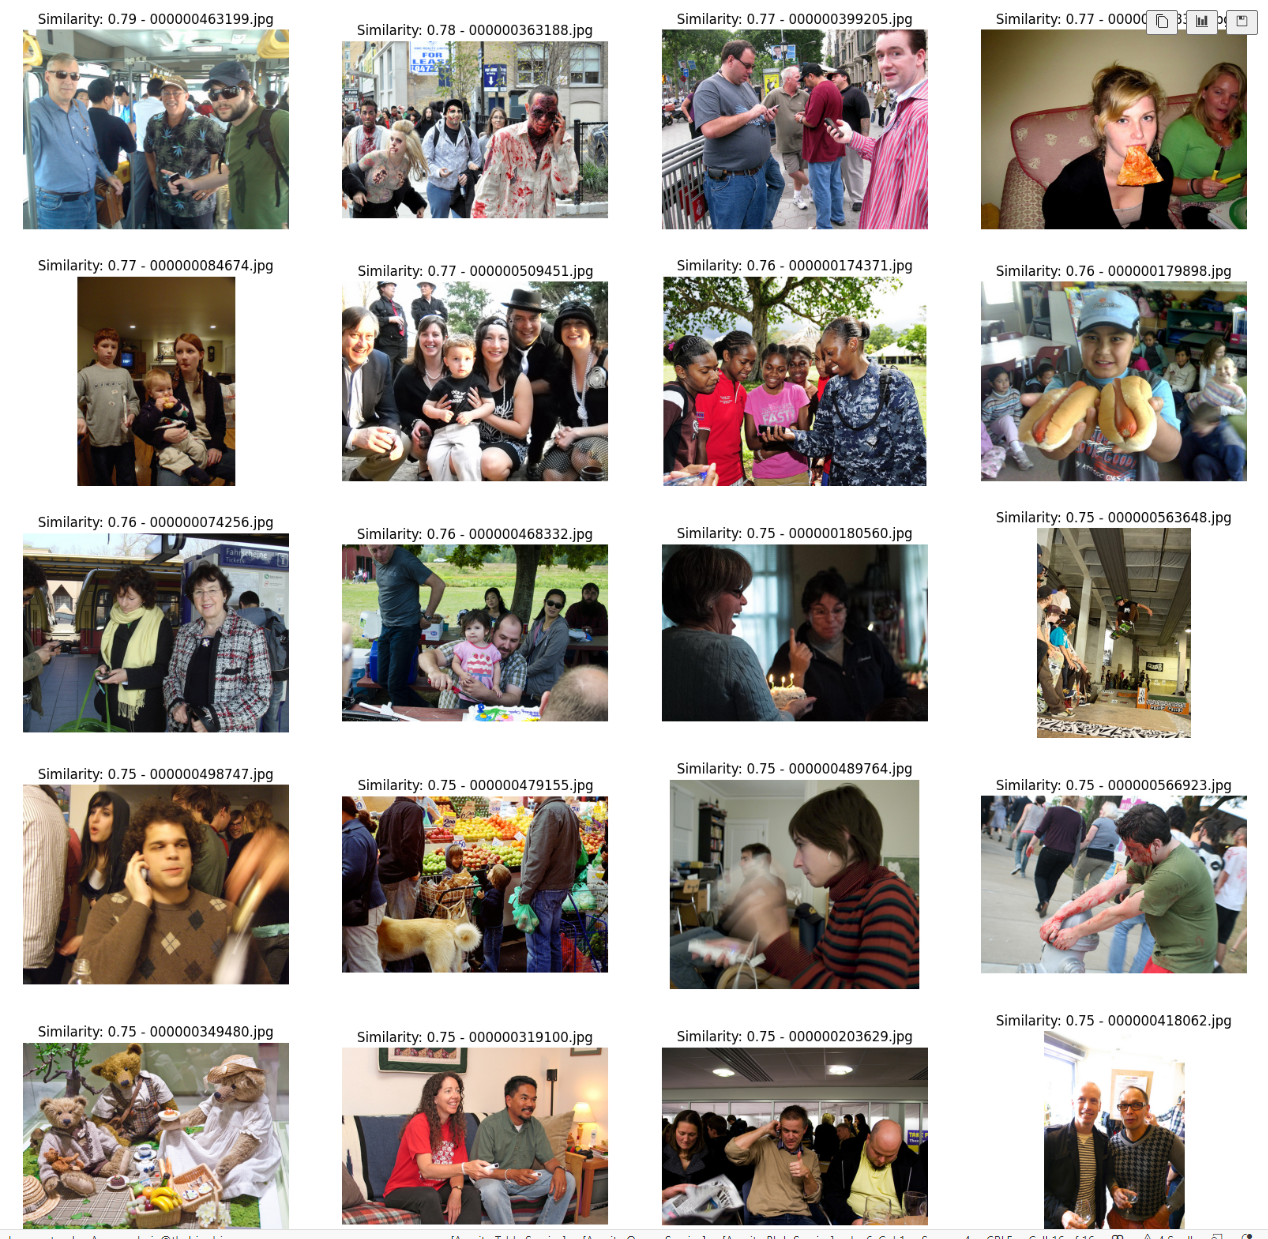 Similarity: 0.79 - 000000463199.jpg
Similarity: 0.78 - 000000363188.jpg
Similarity: 0.77 - 000000399205.jpg
Similarity: 0.77
FOR
LEASE
Similarity: 0.77 - 000000084674.jpg
Similarity: 0.77 - 000000509451.jpg
Similarity: 0.76 - 000000174371.jpg
Similarity: 0.76 - 000000179898.jpg
Similarity: 0.76 - 000000074256.jpg
Similarity: 0.76 - 000000468332.jpg
Similarity: 0.75 - 000000180560.jpg
Similarity: 0.75 - 000000563648.jpg
Fahrscheine
Tickets
Similarity: 0.75 - 000000498747.jpg
Similarity: 0.75 - 000000479155.jpg
Similarity: 0.75 - 000000489764.jpg
Similarity: 0.75 - 000000566923.jpg
Similarity: 0.75 - 000000349480.jpg
Similarity: 0.75 - 000000319100.jpg
Similarity: 0.75 - 000000203629.jpg
Similarity: 0.75 - 000000418062.jpg